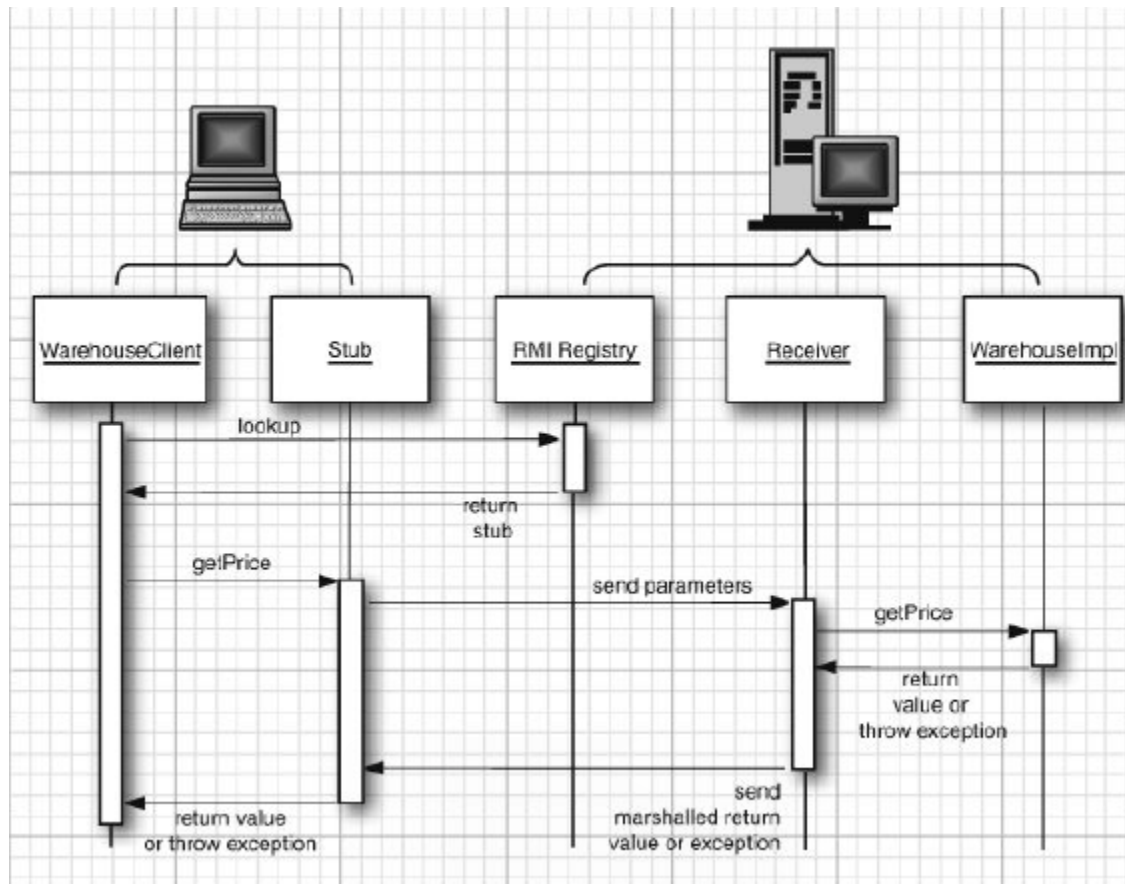 WarehouseClient
Stub
RMI Registry
Receiver
WarehouseImpl
lookup
return
stub
getPrice
send parameters
getPrice
return
value or
throw exception
send
marshalled return
value or exception
return value
or throw exception